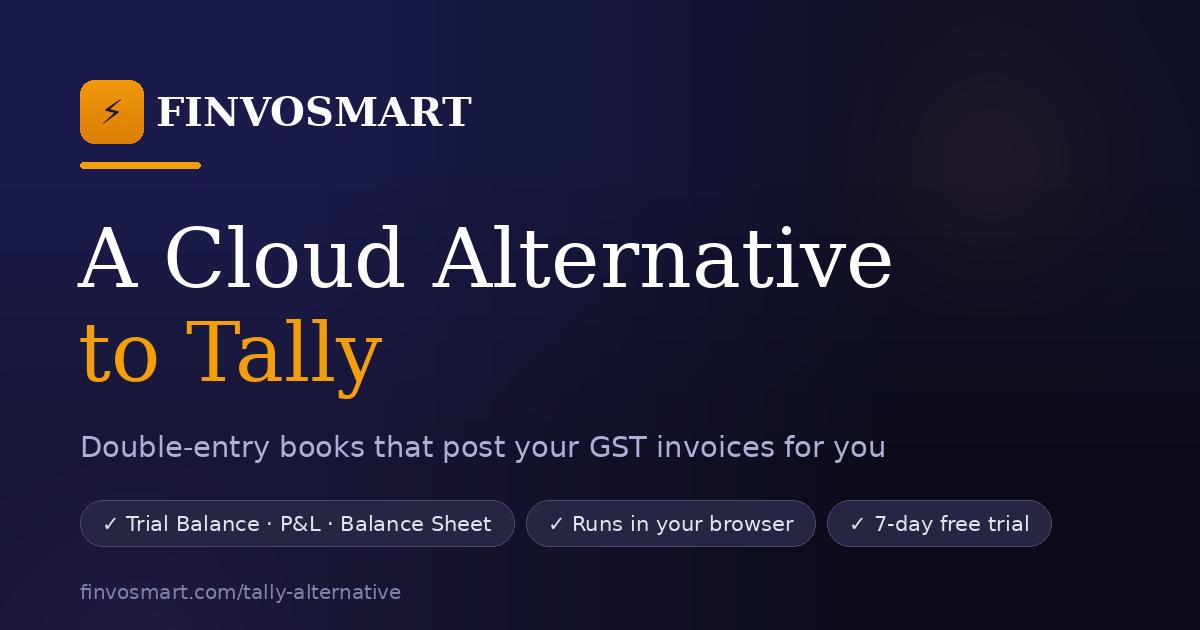 ⚡ FINVOSMART
A Cloud Alternative
to Tally
Double-entry books that post your GST invoices for you
✓ Trial Balance · P&L · Balance Sheet ✓ Runs in your browser ✓ 7-day free trial
finvosmart.com/tally-alternative